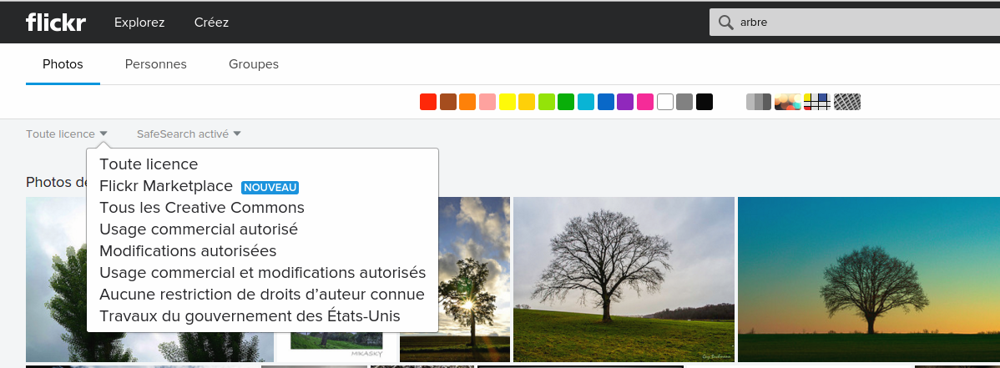 flickr Explorez Créez arbre
Photos Personnes Groupes
Toute licence SafeSearch activé
Toute licence
Photos de
Flickr Marketplace NOUVEAU
Tous les Creative Commons
Usage commercial autorisé
Modifications autorisées
Usage commercial et modifications autorisés
Aucune restriction de droits d’auteur connue
Travaux du gouvernement des États-Unis
MIKASKY